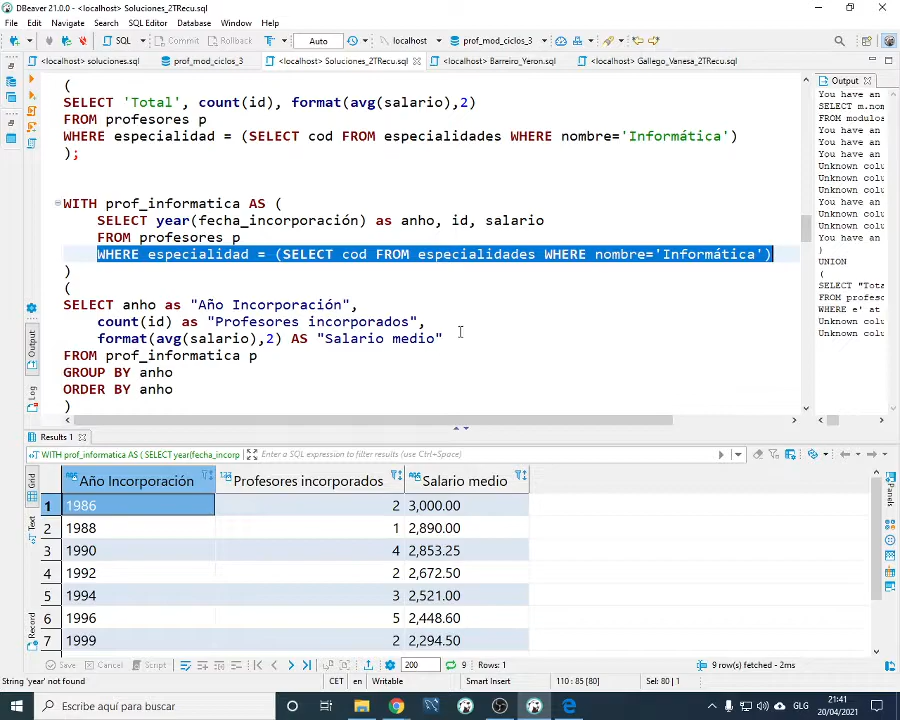 DBeaver 21.0.0 - <localhost> Soluciones_2TRecu.sql
File Edit Navigate Search SQL Editor Database Window Help
SQL Commit Rollback Auto localhost prof_mod_ciclos_3
<localhost> soluciones.sql prof_mod_ciclos_3 <localhost> Soluciones_2TRecu.sql <localhost> Barreiro_Yeron.sql <localhost> Gallego_Vanesa_2TRecu.sql
(
SELECT 'Total', count(id), format(avg(salario),2)
FROM profesores p
WHERE especialidad = (SELECT cod FROM especialidades WHERE nombre='Informática')
);
WITH prof_informatica AS (
SELECT year(fecha_incorporación) as anho, id, salario
FROM profesores p
WHERE especialidad = (SELECT cod FROM especialidades WHERE nombre='Informática')
)
(
SELECT anho as "Año Incorporación",
count(id) as "Profesores incorporados",
format(avg(salario),2) AS "Salario medio"
FROM prof_informatica p
GROUP BY anho
ORDER BY anho
)
Output
You have an
SELECT m.nom
FROM modulos
You have an
You have an
Unknown colu
Unknown colu
Unknown colu
You have an
Unknown colu
Unknown colu
Unknown colu
You have an
)
UNION
(
SELECT "Tota
FROM profeso
WHERE e' at
Unknown colu
Unknown colu
Output
Log
Results 1
WITH prof_informatica AS ( SELECT year(fecha_incorp Enter a SQL expression to filter results (use Ctrl+Space)
Grid
Text
Record
Panels
Año Incorporación Profesores incorporados Salario medio
1 1986 2 3,000.00
2 1988 1 2,890.00
3 1990 4 2,853.25
4 1992 2 2,672.50
5 1994 3 2,521.00
6 1996 5 2,448.60
7 1999 2 2,294.50
Save Cancel Script 200 9 Rows: 1 9 row(s) fetched - 2ms
String 'year' not found CET en Writable Smart Insert 110 : 85 [80] Sel: 80 | 1
Escribe aquí para buscar
GLG
21:41
20/04/2021